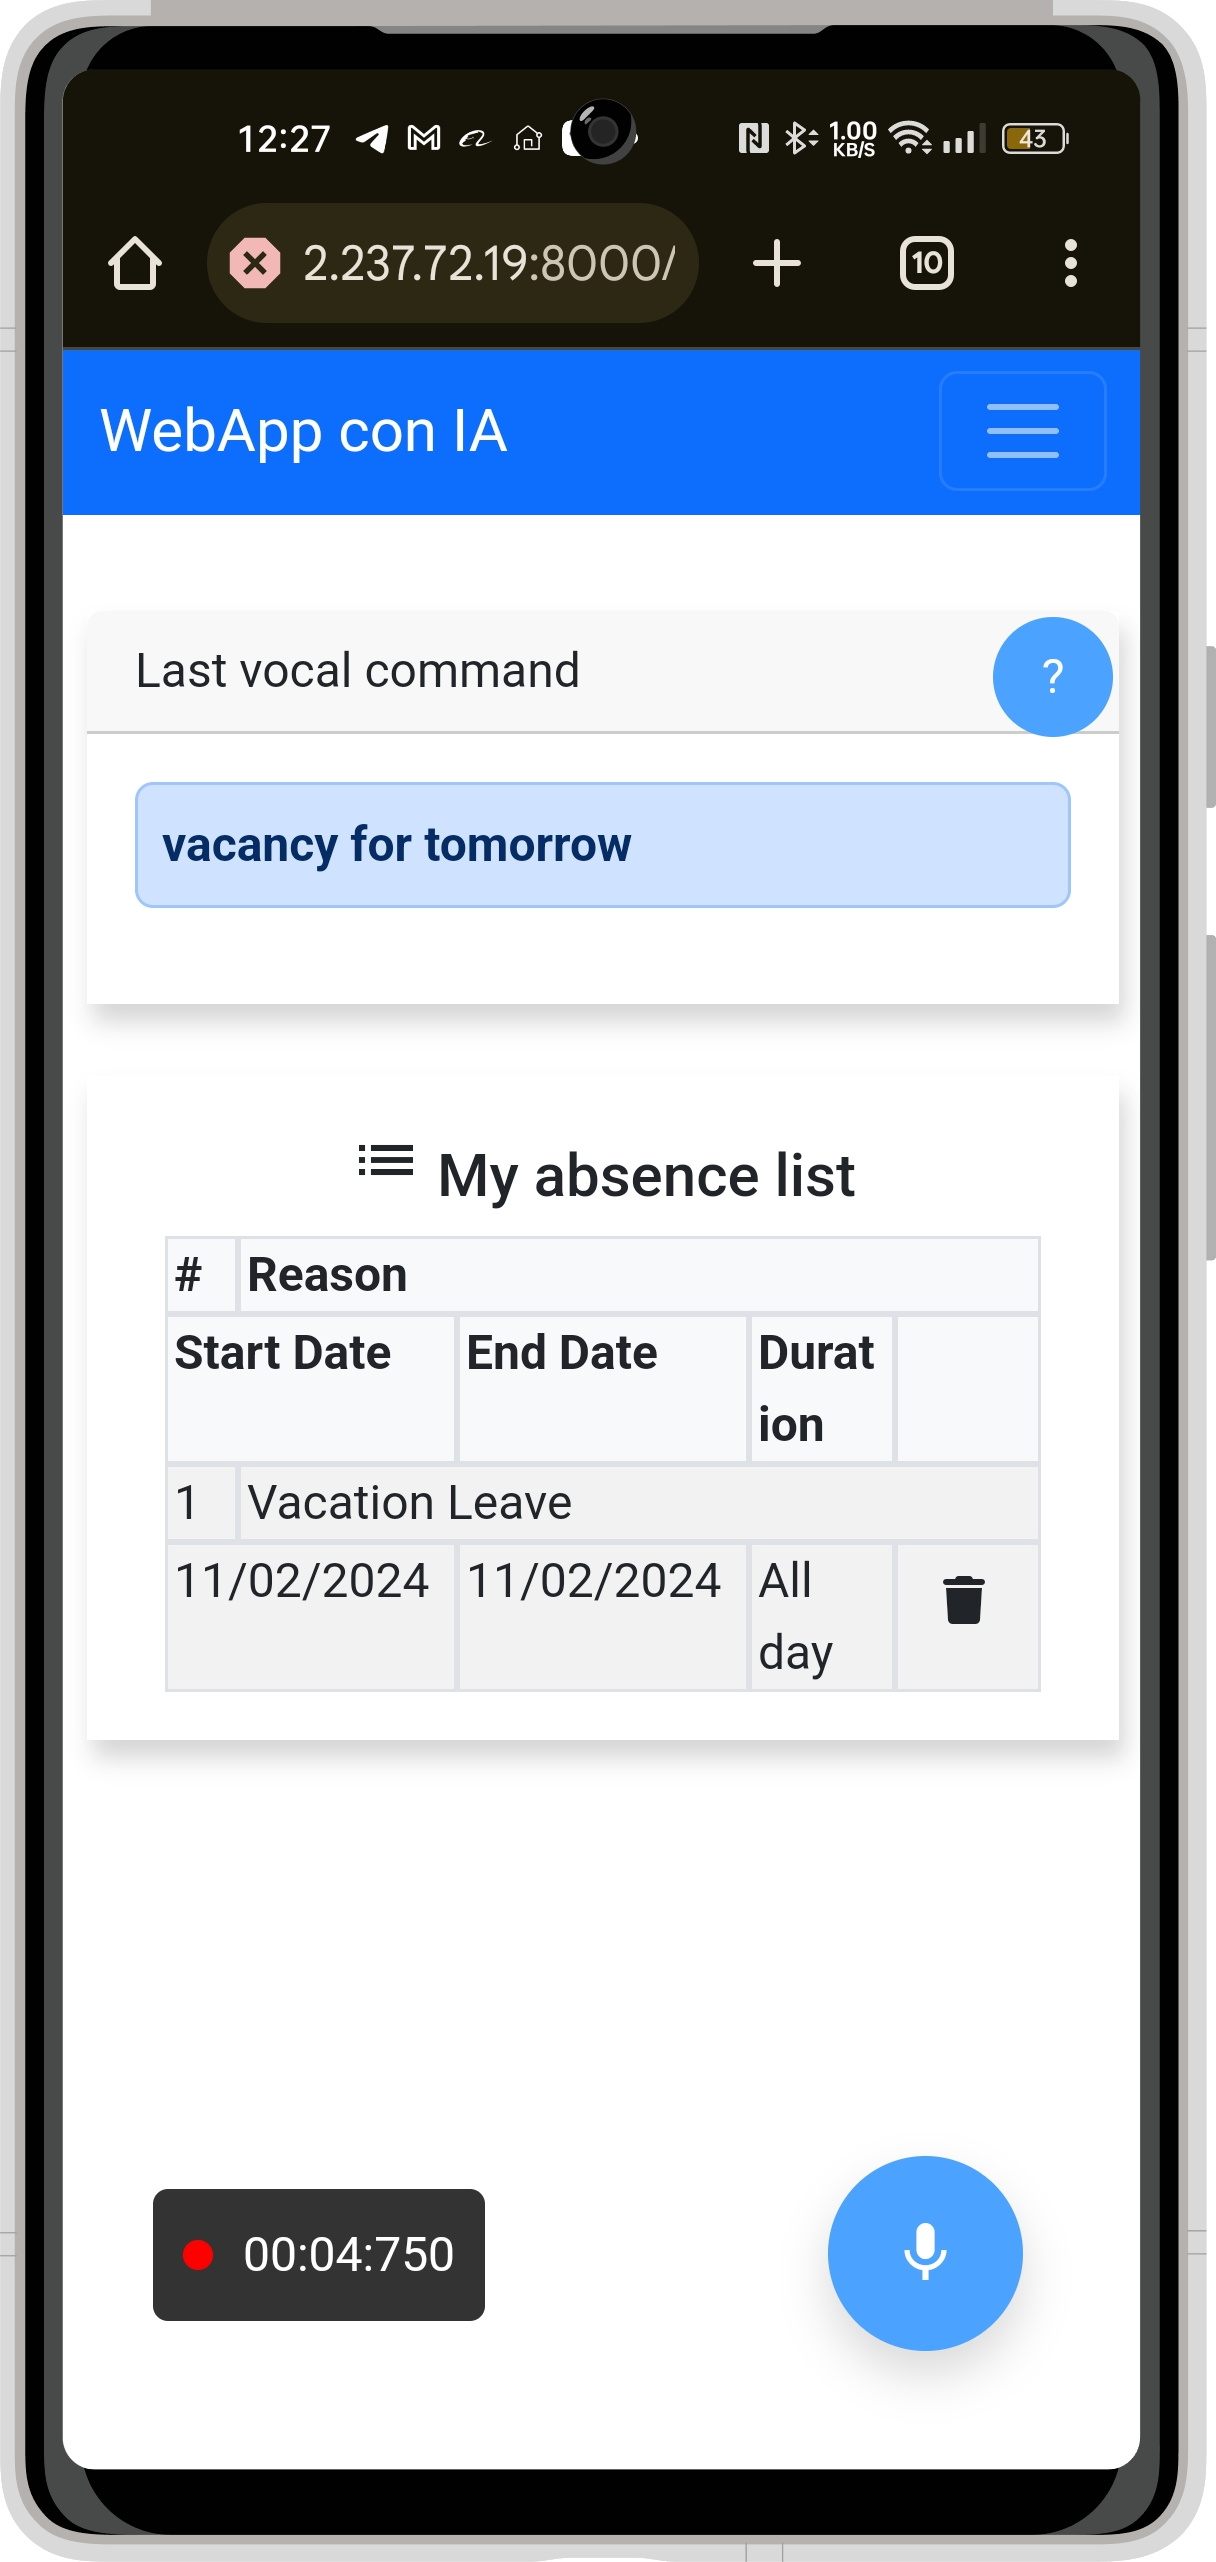 12:27 1.00 KB/S 43
2.237.72.19:8000/ 10
WebApp con IA
Last vocal command ?
vacancy for tomorrow
My absence list
# Reason
Start Date End Date Durat
ion
1 Vacation Leave
11/02/2024 11/02/2024 All
day
00:04:750